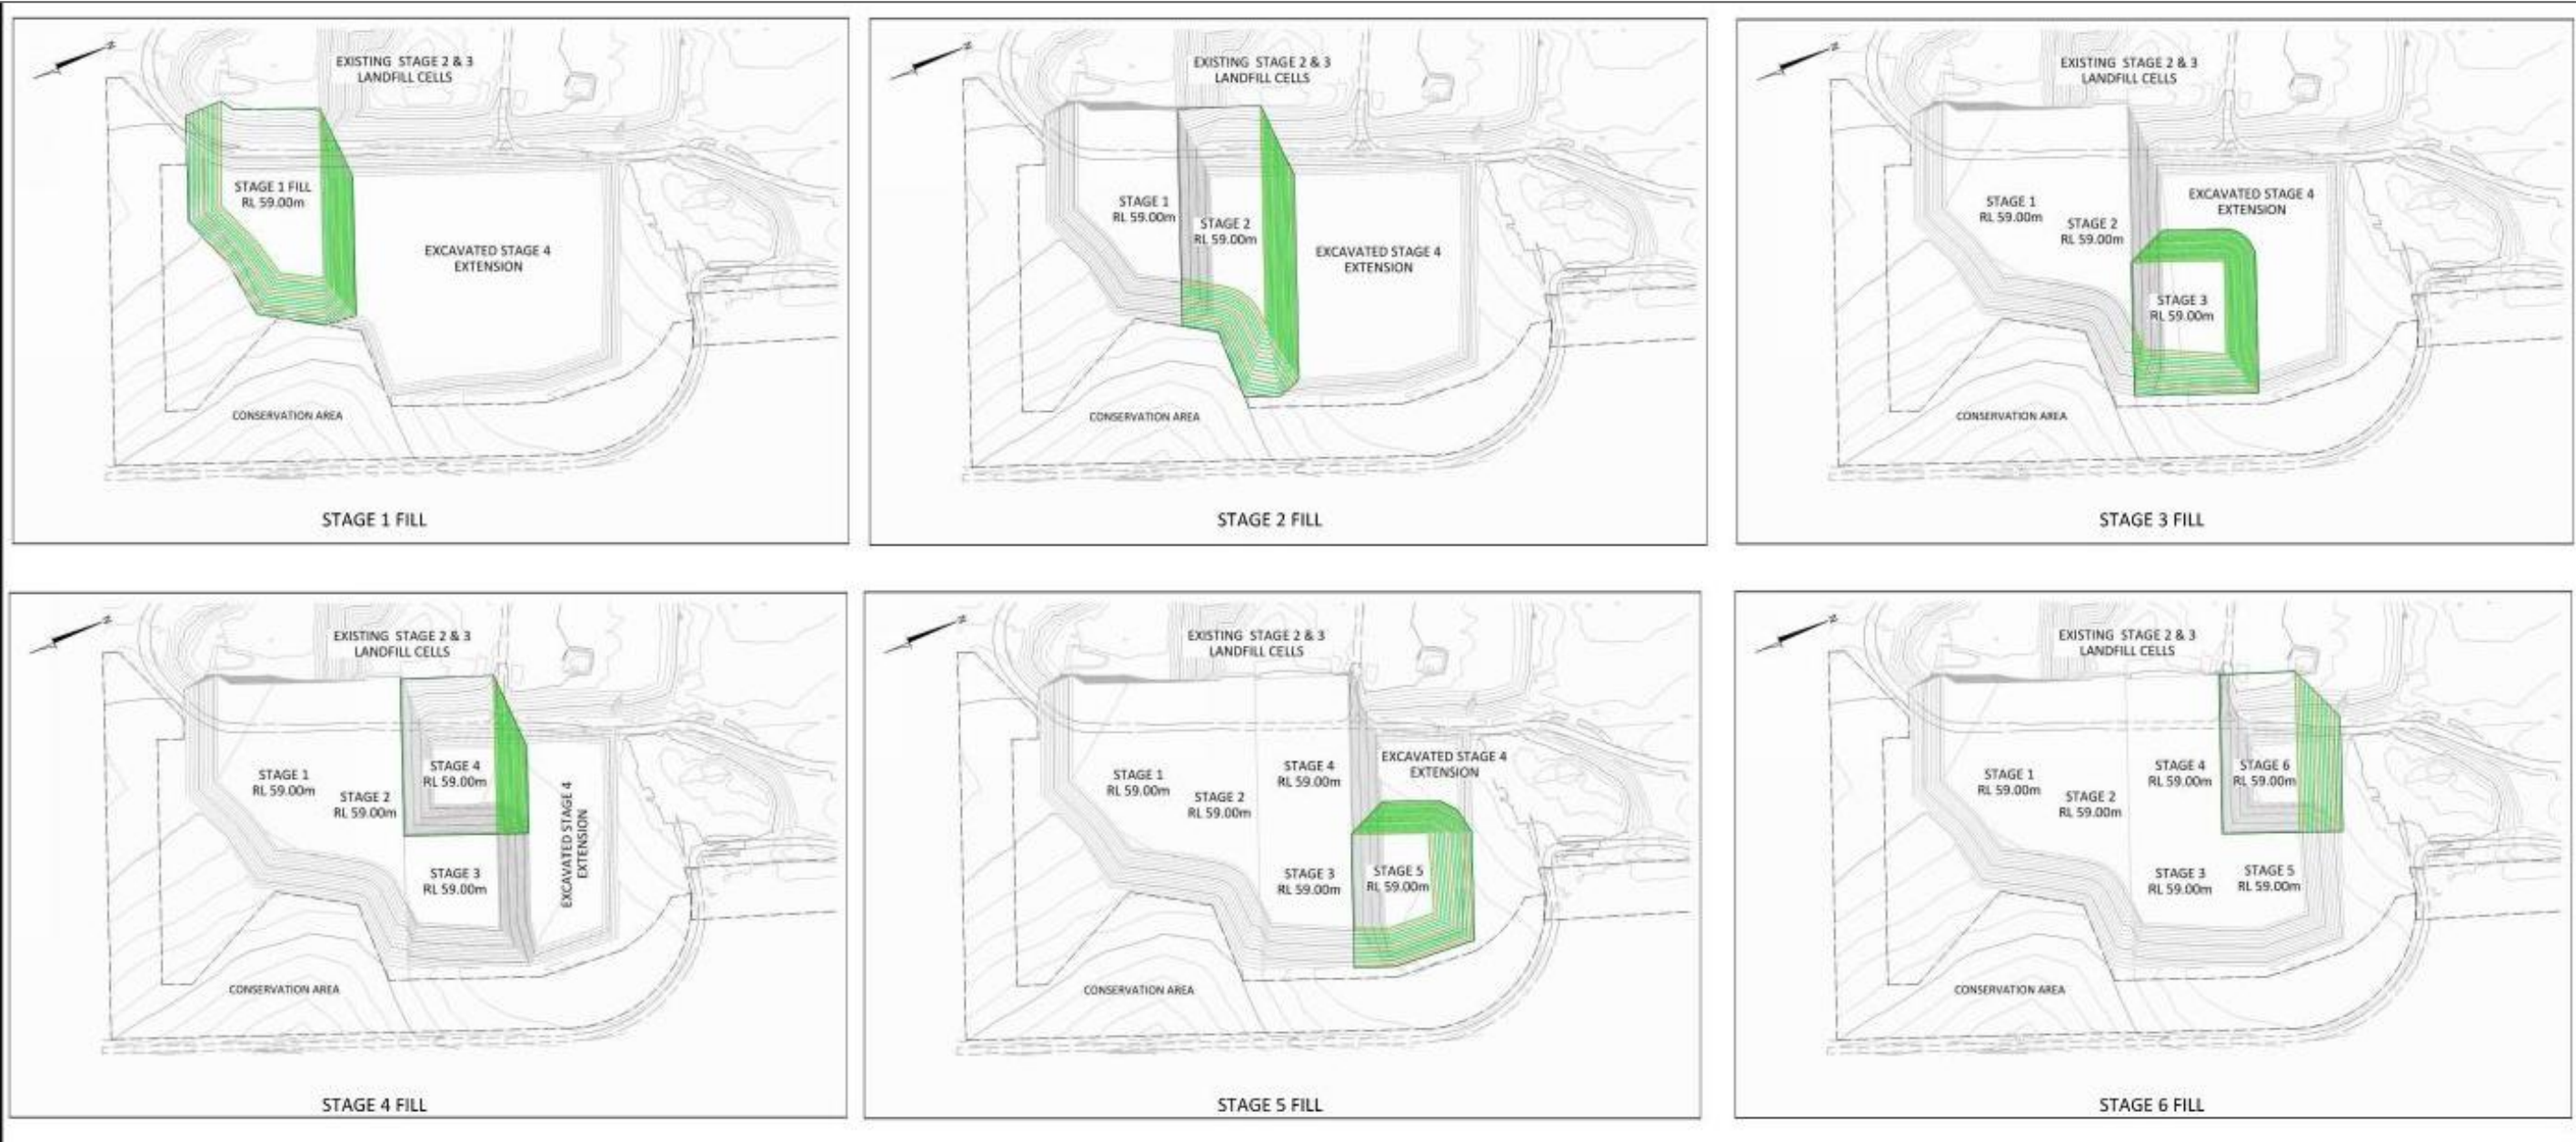 EXISTING STAGE 2 & 3
LANDFILL CELLS
STAGE 1 FILL
RL 59.00m
EXCAVATED STAGE 4
EXTENSION
CONSERVATION AREA
STAGE 1 FILL
EXISTING STAGE 2 & 3
LANDFILL CELLS
STAGE 1
RL 59.00m
STAGE 2
RL 59.00m
EXCAVATED STAGE 4
EXTENSION
CONSERVATION AREA
STAGE 2 FILL
EXISTING STAGE 2 & 3
LANDFILL CELLS
STAGE 1
RL 59.00m
STAGE 2
RL 59.00m
EXCAVATED STAGE 4
EXTENSION
STAGE 3
RL 59.00m
CONSERVATION AREA
STAGE 3 FILL
EXISTING STAGE 2 & 3
LANDFILL CELLS
STAGE 1
RL 59.00m
STAGE 2
RL 59.00m
STAGE 4
RL 59.00m
EXCAVATED STAGE 4
EXTENSION
STAGE 3
RL 59.00m
CONSERVATION AREA
STAGE 4 FILL
EXISTING STAGE 2 & 3
LANDFILL CELLS
STAGE 1
RL 59.00m
STAGE 2
RL 59.00m
STAGE 4
RL 59.00m
EXCAVATED STAGE 4
EXTENSION
STAGE 3
RL 59.00m
STAGE 5
RL 59.00m
CONSERVATION AREA
STAGE 5 FILL
EXISTING STAGE 2 & 3
LANDFILL CELLS
STAGE 1
RL 59.00m
STAGE 2
RL 59.00m
STAGE 4
RL 59.00m
STAGE 6
RL 59.00m
STAGE 3
RL 59.00m
STAGE 5
RL 59.00m
CONSERVATION AREA
STAGE 6 FILL